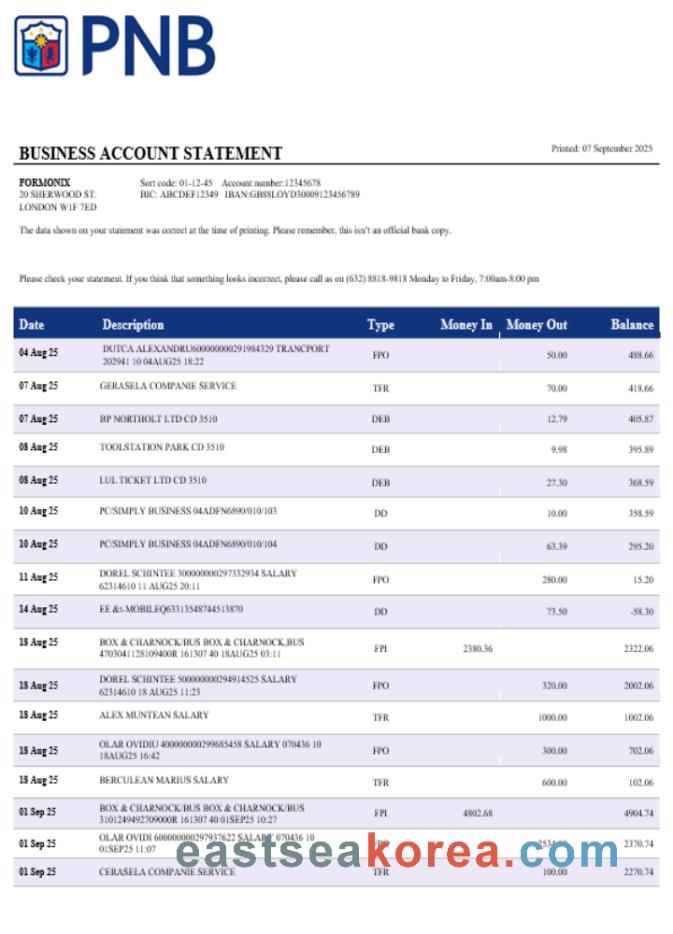 PNB
BUSINESS ACCOUNT STATEMENT
Printed: 07 September 2025
FORMONIX Sort code: 01-12-45 Account number:12345678
20 SHERWOOD ST. BIC: ABCDEF12349 IBAN:GB88LOYD30009123456789
LONDON W1F 7ED
The data shown on your statement was correct at the time of printing. Please remember, this isn't an official bank copy.
Please check your statement. If you think that something looks incorrect, please call as on (632) 8818-9818 Monday to Friday, 7:00am-8:00 pm
Date Description Type Money In Money Out Balance
04 Aug 25 DUTCA ALEXANDRU600000000291984329 TRANCPORT FPO 50.00 488.66
202941 10 04AUG25 18:22
07 Aug 25 GERASELA COMPANIE SERVICE TFR 70.00 418.66
07 Aug 25 BP NORTHOLT LTD CD 3510 DEB 12.79 405.87
08 Aug 25 TOOLSTATION PARK CD 3510 DEB 9.98 395.89
08 Aug 25 LUL TICKET LTD CD 3510 DEB 27.30 368.59
10 Aug 25 PC/SIMPLY BUSINESS 04ADFN6890/010/103 DD 10.00 358.59
10 Aug 25 PC/SIMPLY BUSINESS 04ADFN6890/010/104 DD 63.39 295.20
11 Aug 25 DOREL SCHINTEE 300000000297332934 SALARY FPO 280.00 15.20
62314610 11 AUG25 20:11
14 Aug 25 EE &t-MOBILEQ63313548744513870 DD 73.50 -58.30
18 Aug 25 BOX & CHARNOCK/BUS BOX & CHARNOCK,BUS FPI 2380.36 2322.06
4703041128109400R 161307 40 18AUG25 03:11
18 Aug 25 DOREL SCHINTEE 500000000294914525 SALARY FPO 320.00 2002.06
62314610 18 AUG25 11:23
18 Aug 25 ALEX MUNTEAN SALARY TFR 1000.00 1002.06
18 Aug 25 OLAR OVIDIU 400000000299685458 SALARY 070436 10 FPO 300.00 702.06
18AUG25 16:42
18 Aug 25 BERCULEAN MARIUS SALARY TFR 600.00 102.06
01 Sep 25 BOX & CHARNOCK/BUS BOX & CHARNOCK/BUS FPI 4802.68 4904.74
3101249492709000R 161307 40 01SEP25 10:27
01 Sep 25 OLAR OVIDI 600000000297937622 SALARY 070436 10 2370.74
01SEP25 11:07
eastseakorea.com
01 Sep 25 CERASELA COMPANIE SERVICE TFR 100.00 2270.74